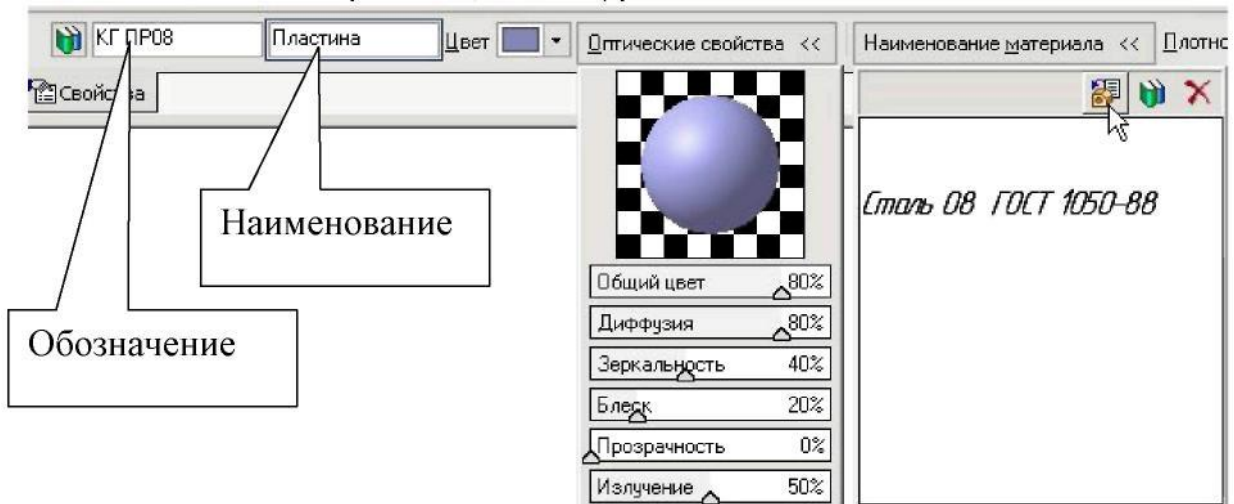 КГ ПР08 Пластина Цвет Оптические свойства << Наименование материала << Плотно
Свойства
Сталь 08 ГОСТ 1050-88
Наименование
Обозначение
Общий цвет 80%
Диффузия 80%
Зеркальность 40%
Блеск 20%
Прозрачность 0%
Излучение 50%